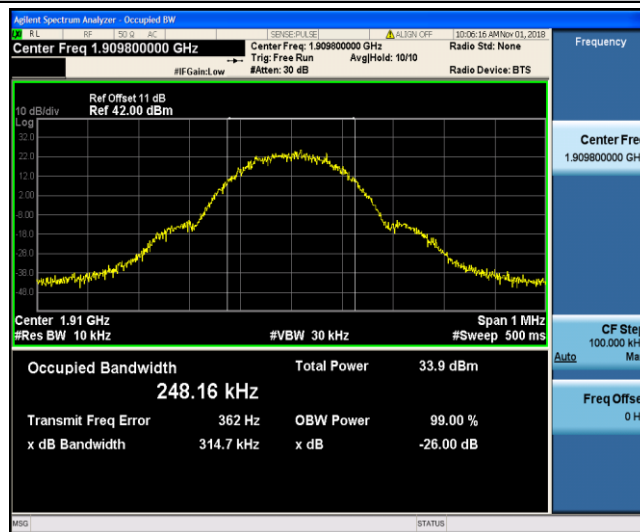 Agilent Spectrum Analyzer - Occupied BW
RL RF 50 Ω AC SENSE:PULSE ALIGN OFF 10:06:16 AM Nov 01, 2018
Center Freq 1.909800000 GHz
Center Freq: 1.909800000 GHz
Radio Std: None
Trig: Free Run Avg|Hold: 10/10
#IFGain:Low #Atten: 30 dB Radio Device: BTS
Ref Offset 11 dB
10 dB/div Ref 42.00 dBm
Log
32.0
22.0
12.0
2.00
-8.00
-18.0
-28.0
-38.0
-48.0
Center 1.91 GHz Span 1 MHz
#Res BW 10 kHz #VBW 30 kHz #Sweep 500 ms
Occupied Bandwidth Total Power 33.9 dBm
248.16 kHz
Transmit Freq Error 362 Hz OBW Power 99.00 %
x dB Bandwidth 314.7 kHz x dB -26.00 dB
MSG STATUS
Frequency
Center Fre
1.909800000 GH
CF Step
100.000 kH
Auto Ma
Freq Offse
0 H